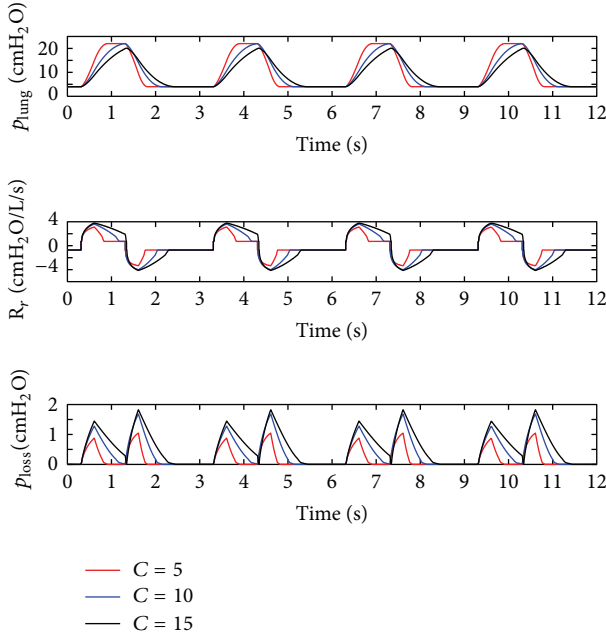 20
10
0
p_lung (cmH₂O)
0 1 2 3 4 5 6 7 8 9 10 11 12
Time (s)
4
0
−4
R_r (cmH₂O/L/s)
0 1 2 3 4 5 6 7 8 9 10 11 12
Time (s)
2
1
0
p_loss (cmH₂O)
0 1 2 3 4 5 6 7 8 9 10 11 12
Time (s)
C = 5
C = 10
C = 15